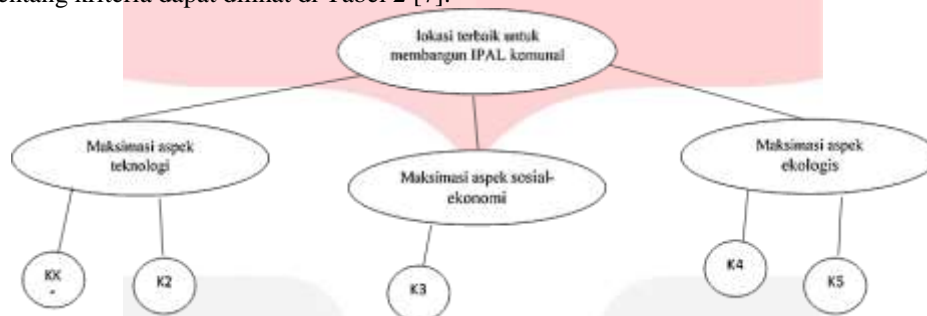 entang kriteria dapat dilihat di Tabel 2 [7].
lokasi terbaik untuk
membangun IPAL komunal
Maksimasi aspek
teknologi
Maksimasi aspek sosial-
ekonomi
Maksimasi aspek
ekologis
KK
K2
K3
K4
K5